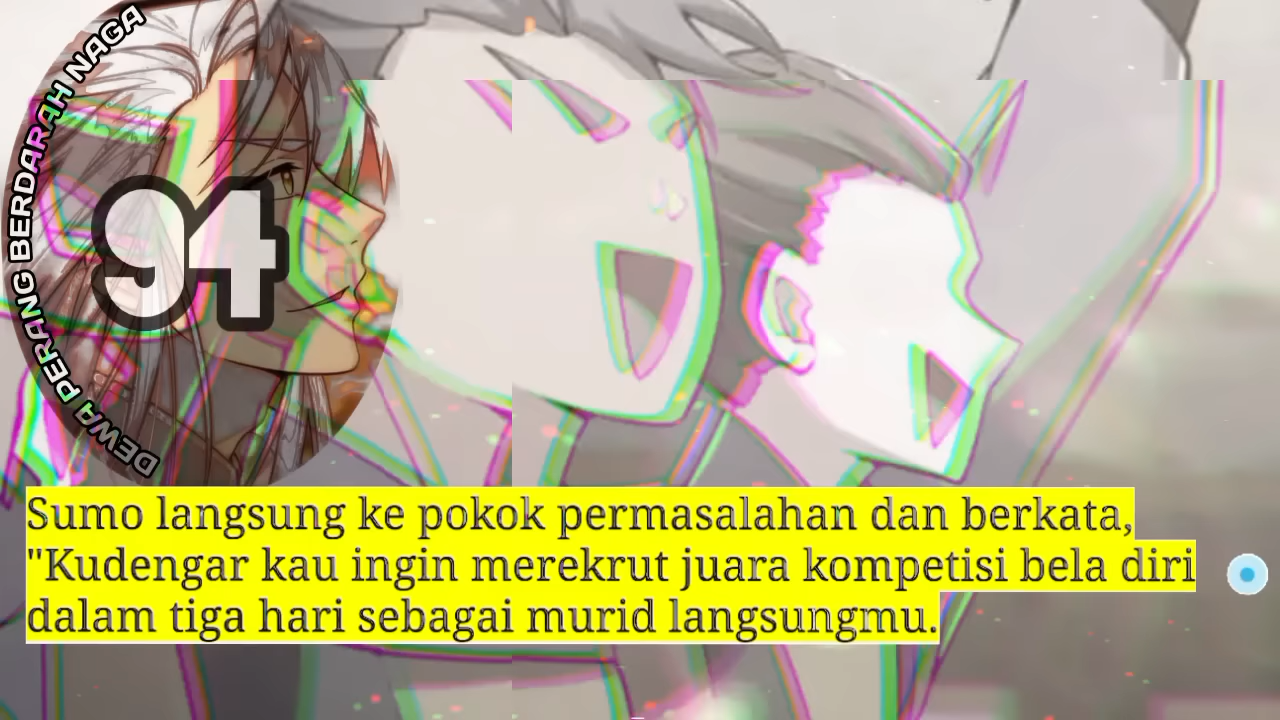 DEWA PERANG BERDARAH NAGA
94
Sumo langsung ke pokok permasalahan dan berkata,
"Kudengar kau ingin merekrut juara kompetisi bela diri
dalam tiga hari sebagai murid langsungmu.